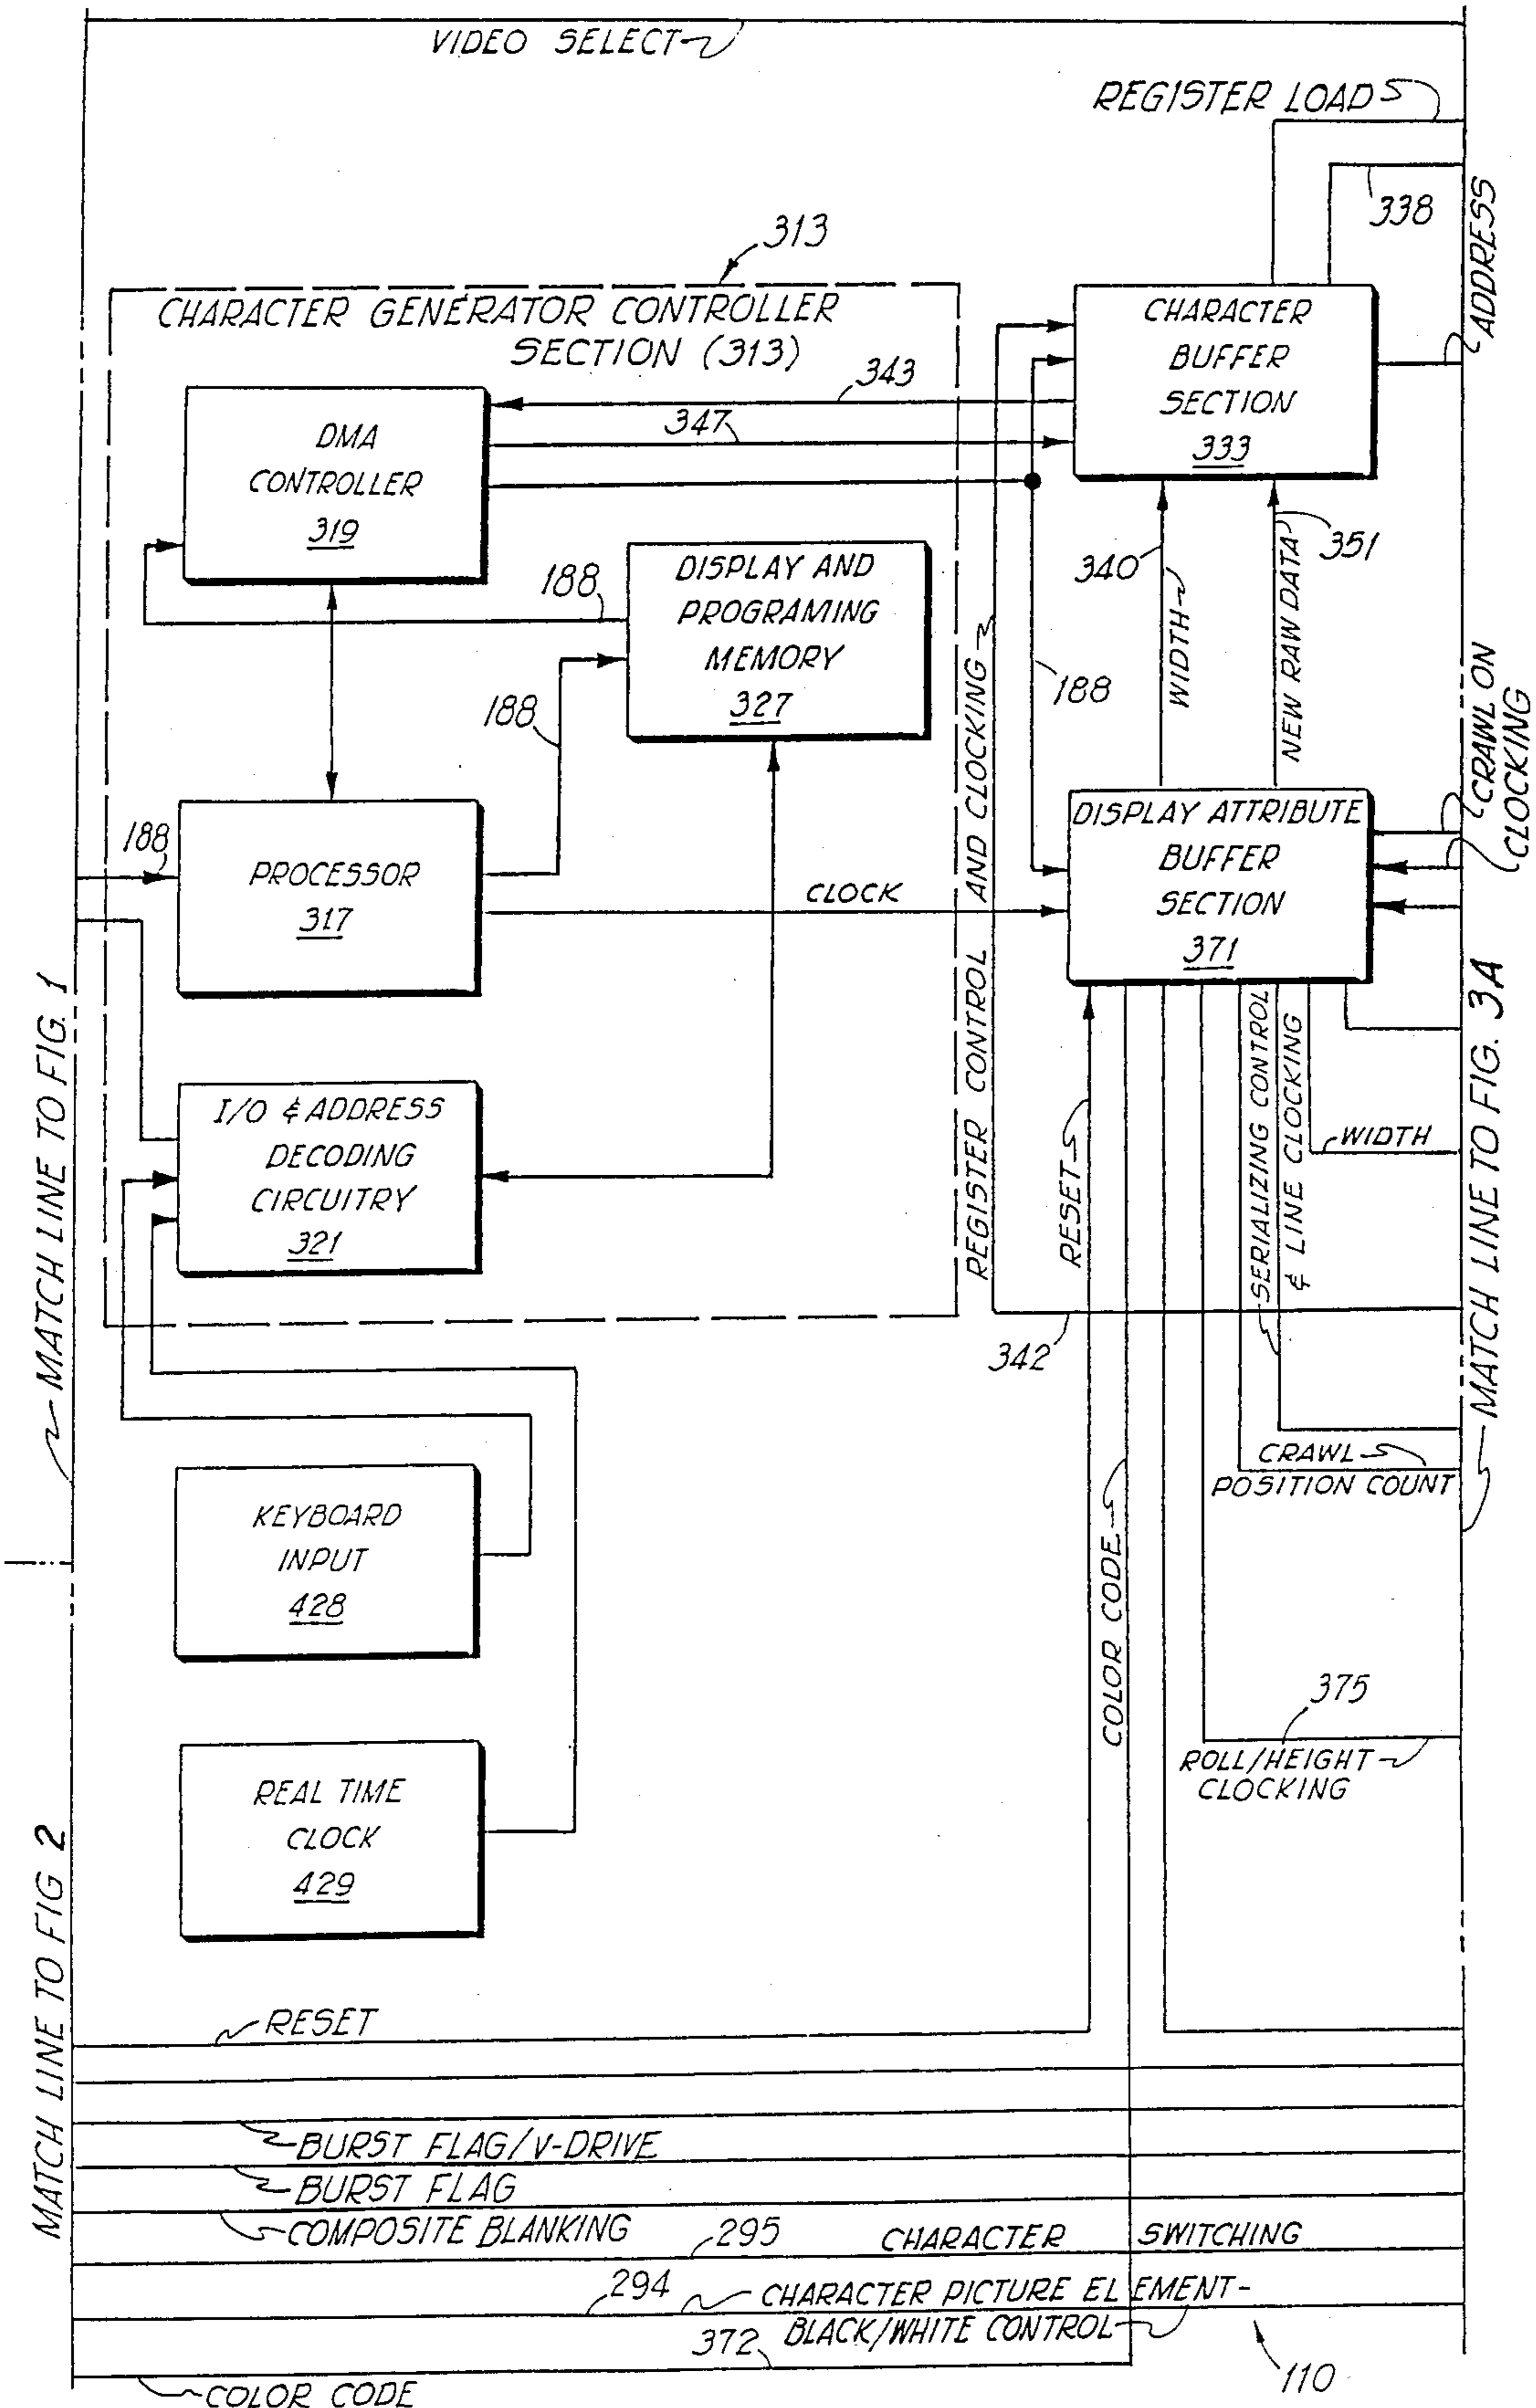 VIDEO SELECT
REGISTER LOAD
338
ADDRESS
313
CHARACTER GENERATOR CONTROLLER
SECTION (313)
CHARACTER
BUFFER
SECTION
333
343
347
DMA
CONTROLLER
319
188
DISPLAY AND
PROGRAMING
MEMORY
327
188
340
WIDTH
NEW RAW DATA
351
188
REGISTER CONTROL AND CLOCKING
CRAWL ON
CLOCKING
188
PROCESSOR
317
CLOCK
DISPLAY ATTRIBUTE
BUFFER
SECTION
371
MATCH LINE TO FIG. 1
MATCH LINE TO FIG. 3A
I/O & ADDRESS
DECODING
CIRCUITRY
321
RESET
SERIALIZING CONTROL
& LINE CLOCKING
WIDTH
342
CRAWL
POSITION COUNT
KEYBOARD
INPUT
428
COLOR CODE
375
ROLL/HEIGHT
CLOCKING
REAL TIME
CLOCK
429
MATCH LINE TO FIG 2
RESET
BURST FLAG/V-DRIVE
BURST FLAG
COMPOSITE BLANKING
295
CHARACTER SWITCHING
294
CHARACTER PICTURE ELEMENT-
BLACK/WHITE CONTROL
372
COLOR CODE
110